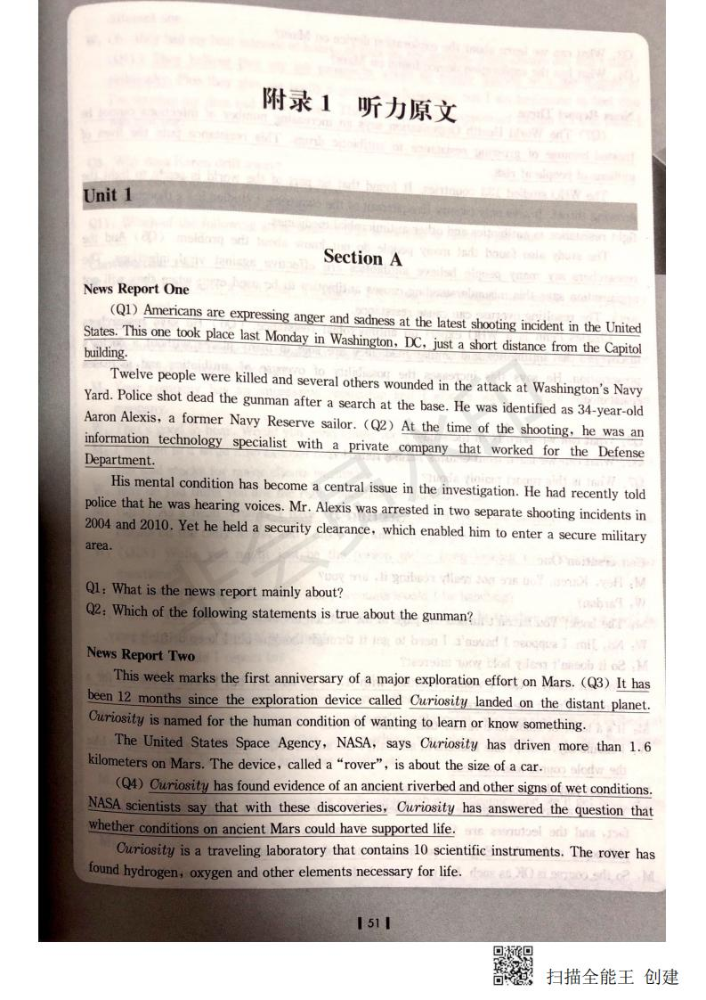 附录1 听力原文
Unit 1
Section A
News Report One
(Q1) Americans are expressing anger and sadness at the latest shooting incident in the United
States. This one took place last Monday in Washington, DC, just a short distance from the Capitol
building.
Twelve people were killed and several others wounded in the attack at Washington's Navy
Yard. Police shot dead the gunman after a search at the base. He was identified as 34-year-old
Aaron Alexis, a former Navy Reserve sailor. (Q2) At the time of the shooting, he was an
information technology specialist with a private company that worked for the Defense
Department.
His mental condition has become a central issue in the investigation. He had recently told
police that he was hearing voices. Mr. Alexis was arrested in two separate shooting incidents in
2004 and 2010. Yet he held a security clearance, which enabled him to enter a secure military
area.
Q1: What is the news report mainly about?
Q2: Which of the following statements is true about the gunman?
News Report Two
This week marks the first anniversary of a major exploration effort on Mars. (Q3) It has
been 12 months since the exploration device called Curiosity landed on the distant planet.
Curiosity is named for the human condition of wanting to learn or know something.
The United States Space Agency, NASA, says Curiosity has driven more than 1.6
kilometers on Mars. The device, called a “rover”, is about the size of a car.
(Q4) Curiosity has found evidence of an ancient riverbed and other signs of wet conditions.
NASA scientists say that with these discoveries, Curiosity has answered the question that
whether conditions on ancient Mars could have supported life.
Curiosity is a traveling laboratory that contains 10 scientific instruments. The rover has
found hydrogen, oxygen and other elements necessary for life.
51
非会员水印
扫描全能王 创建